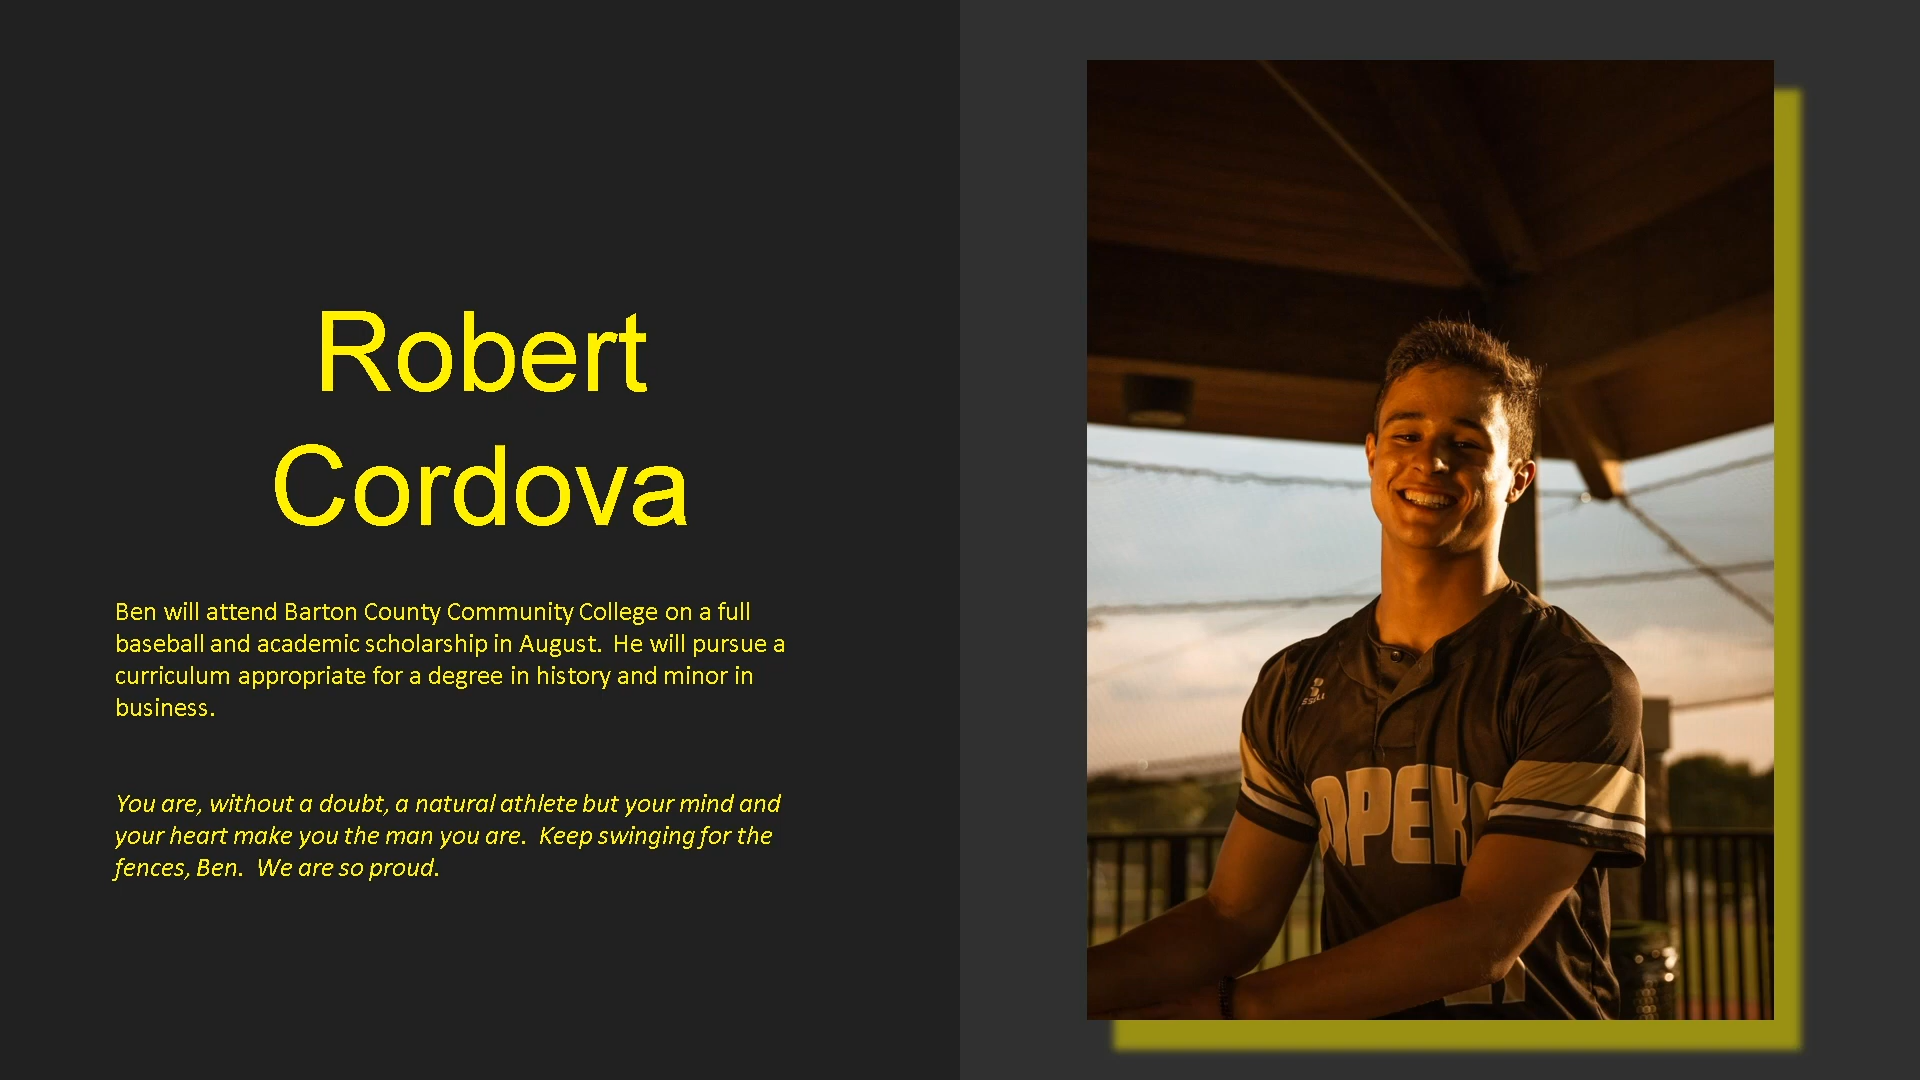 Robert
Cordova
Ben will attend Barton County Community College on a full
baseball and academic scholarship in August. He will pursue a
curriculum appropriate for a degree in history and minor in
business.
You are, without a doubt, a natural athlete but your mind and
your heart make you the man you are. Keep swinging for the
fences, Ben. We are so proud.
OPEK